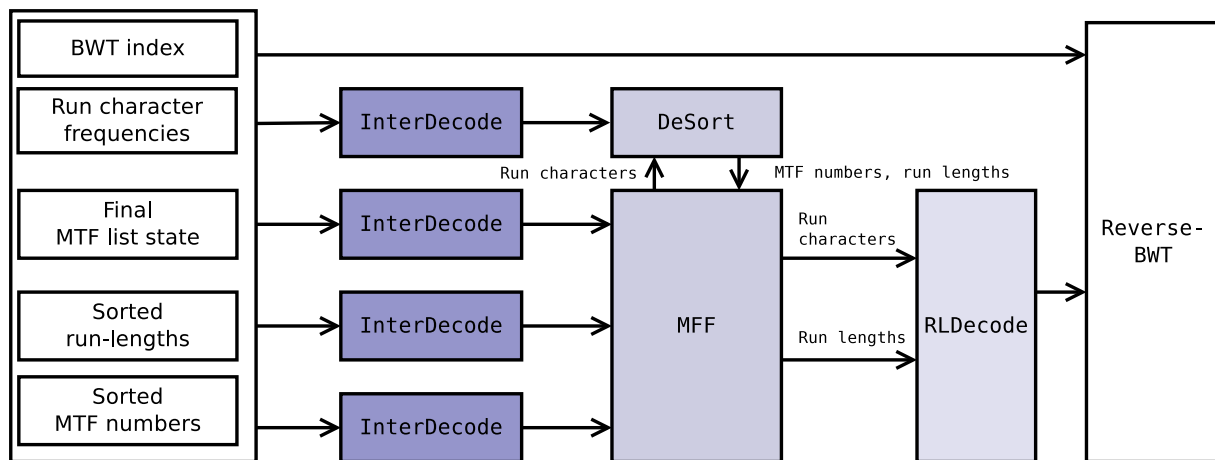 BWT index
Run character
frequencies
InterDecode
DeSort
Run characters
MTF numbers, run lengths
Final
MTF list state
InterDecode
Run
characters
Reverse-
BWT
Sorted
run-lengths
InterDecode
MFF
RLDecode
Run lengths
Sorted
MTF numbers
InterDecode